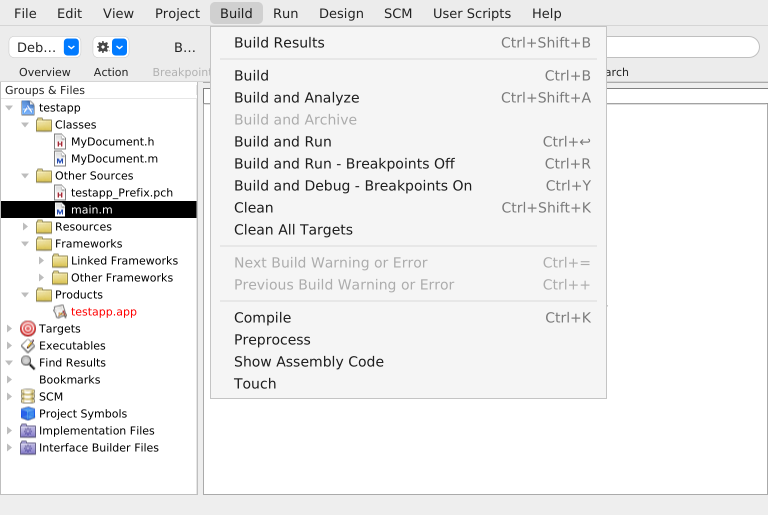 File Edit View Project Build Run Design SCM User Scripts Help
Deb... B...
Overview Action Breakpoint arch
Groups & Files
testapp
Classes
MyDocument.h
MyDocument.m
Other Sources
testapp_Prefix.pch
main.m
Resources
Frameworks
Linked Frameworks
Other Frameworks
Products
testapp.app
Targets
Executables
Find Results
Bookmarks
SCM
Project Symbols
Implementation Files
Interface Builder Files
Build Results Ctrl+Shift+B
Build Ctrl+B
Build and Analyze Ctrl+Shift+A
Build and Archive
Build and Run Ctrl+↩
Build and Run - Breakpoints Off Ctrl+R
Build and Debug - Breakpoints On Ctrl+Y
Clean Ctrl+Shift+K
Clean All Targets
Next Build Warning or Error Ctrl+=
Previous Build Warning or Error Ctrl++
Compile Ctrl+K
Preprocess
Show Assembly Code
Touch